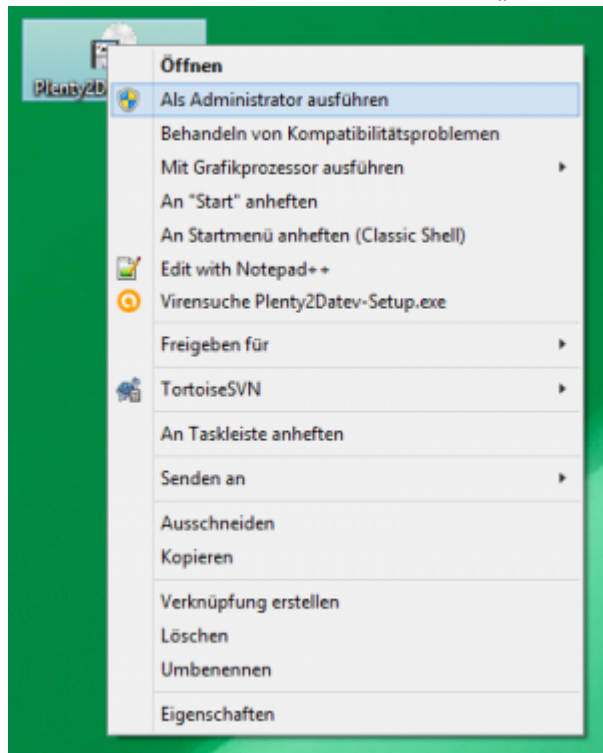 Plenty2D
Öffnen
Als Administrator ausführen
Behandeln von Kompatibilitätsproblemen
Mit Grafikprozessor ausführen
An "Start" anheften
An Startmenü anheften (Classic Shell)
Edit with Notepad++
Virensuche Plenty2Datev-Setup.exe
Freigeben für
TortoiseSVN
An Taskleiste anheften
Senden an
Ausschneiden
Kopieren
Verknüpfung erstellen
Löschen
Umbenennen
Eigenschaften